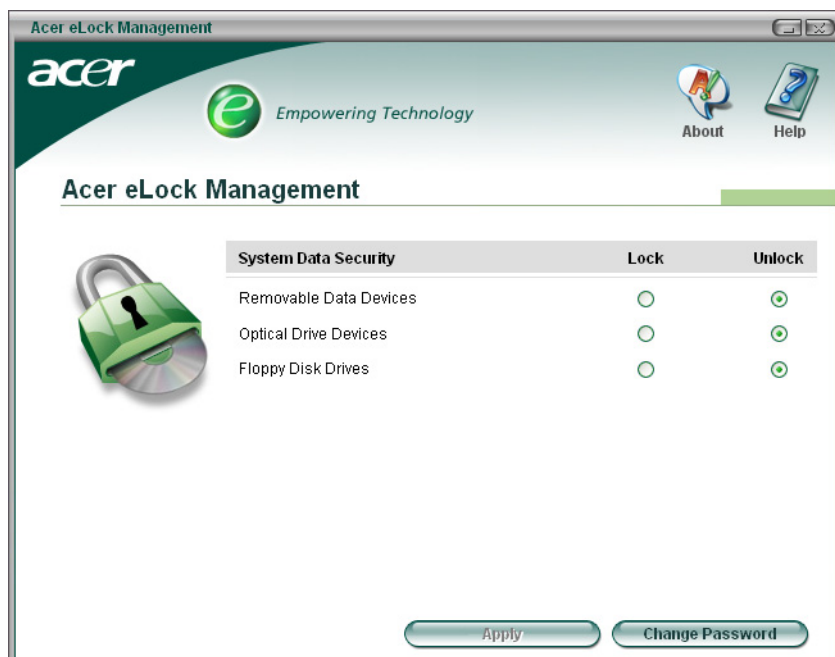 Acer eLock Management
acer
e Empowering Technology
About Help
Acer eLock Management
System Data Security Lock Unlock
Removable Data Devices
Optical Drive Devices
Floppy Disk Drives
Apply Change Password